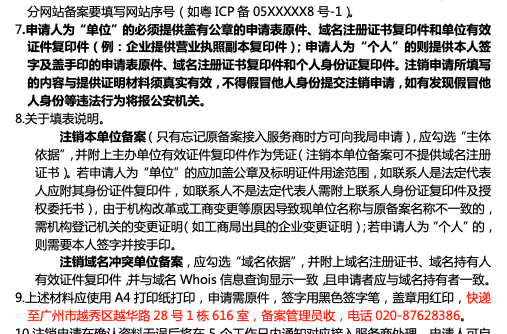 分网站备案要填写网站序号（如粤 ICP 备 05XXXXX8 号-1）。
7.申请人为“单位”的必须提供盖有公章的申请表原件、域名注册证书复印件和单位有效
证件复印件（例：企业提供营业执照副本复印件）；申请人为“个人”的则提供本人签
字及盖手印的申请表原件、域名注册证书复印件和个人身份证复印件。注销申请所填写
的内容与提供证明材料须真实有效，不得假冒他人身份提交注销申请，如有发现假冒他
人身份等违法行为将报公安机关。
8.关于填表说明。
注销本单位备案（只有忘记原备案接入服务商时方可向我局申请），应勾选“主体
依据”,并附上主办单位有效证件复印件作为凭证（注销本单位备案可不提供域名注册
证书）。若申请人为“单位”的应加盖公章及标明证件用途范围，如联系人是法定代表
人应附其身份证复印件，如联系人不是法定代表人需附上联系人身份证复印件及授
权委托书），由于机构改革或工商变更等原因导致现单位名称与原备案名称不一致的，
需机构登记机关的变更证明（如工商局出具的企业变更证明）；若申请人为“个人”的，
则需要本人签字并按手印。
注销域名冲突单位备案，应勾选“域名依据”，并附上域名注册证书、域名持有人
有效证件复印件,并与域名 Whois 信息查询显示一致,且申请者应与域名持有者一致。
9.上述材料应使用 A4 打印纸打印，申请需原件，签字用黑色签字笔，盖章用红印，快递
至广州市越秀区越华路 28 号 1 栋 616 室，备案管理员收，电话 020-87628386。